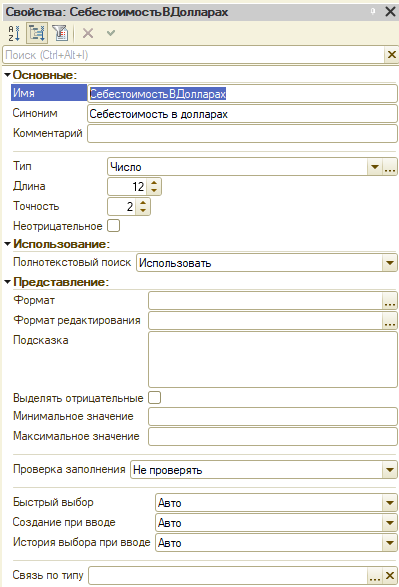 Свойства: СебестоимостьВДолларах
Поиск (Ctrl+Alt+I)
Основные:
Имя СебестоимостьВДолларах
Синоним Себестоимость в долларах
Комментарий
Тип Число
Длина 12
Точность 2
Неотрицательное
Использование:
Полнотекстовый поиск Использовать
Представление:
Формат
Формат редактирования
Подсказка
Выделять отрицательные
Минимальное значение
Максимальное значение
Проверка заполнения Не проверять
Быстрый выбор Авто
Создание при вводе Авто
История выбора при вводе Авто
Связь по типу